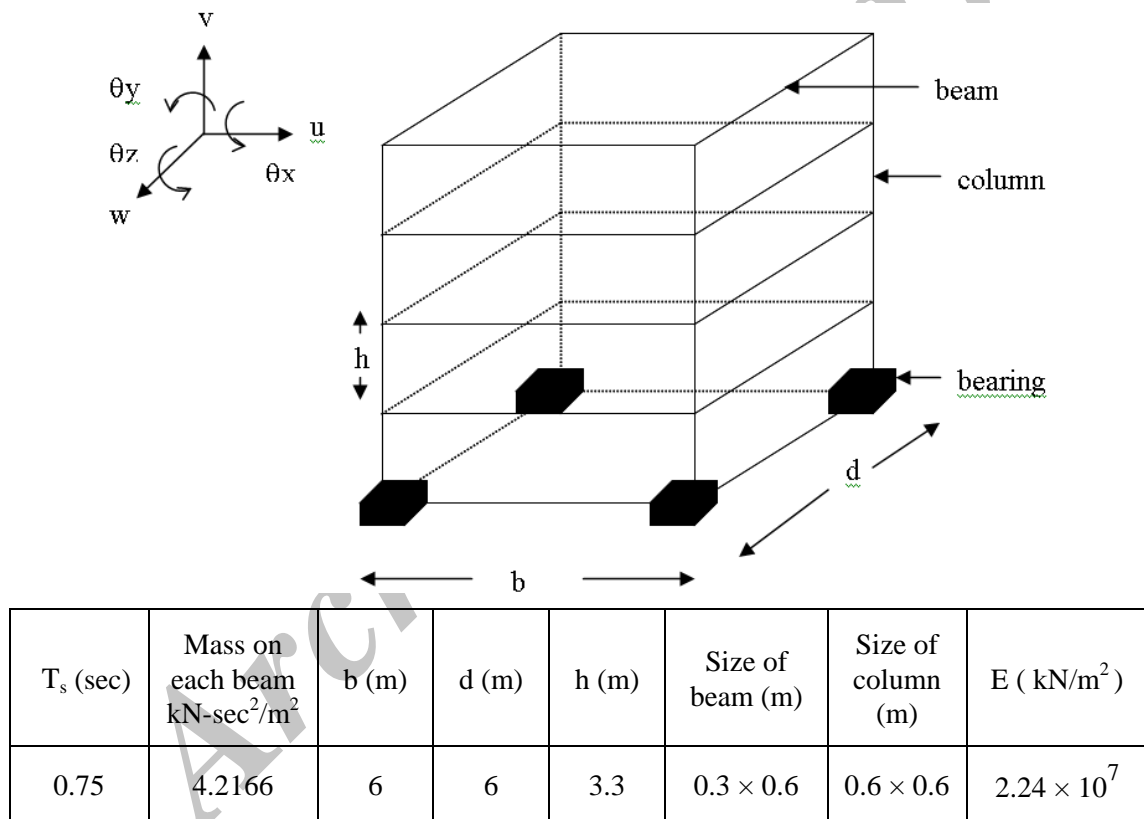 v
θy
beam
u
θz
θx
column
w
h
bearing
d
b
Tₛ (sec)
Mass on
each beam
kN-sec²/m²
b (m)
d (m)
h (m)
Size of
beam (m)
Size of
column
(m)
E ( kN/m² )
0.75
4.2166
6
6
3.3
0.3 × 0.6
0.6 × 0.6
2.24 × 10⁷